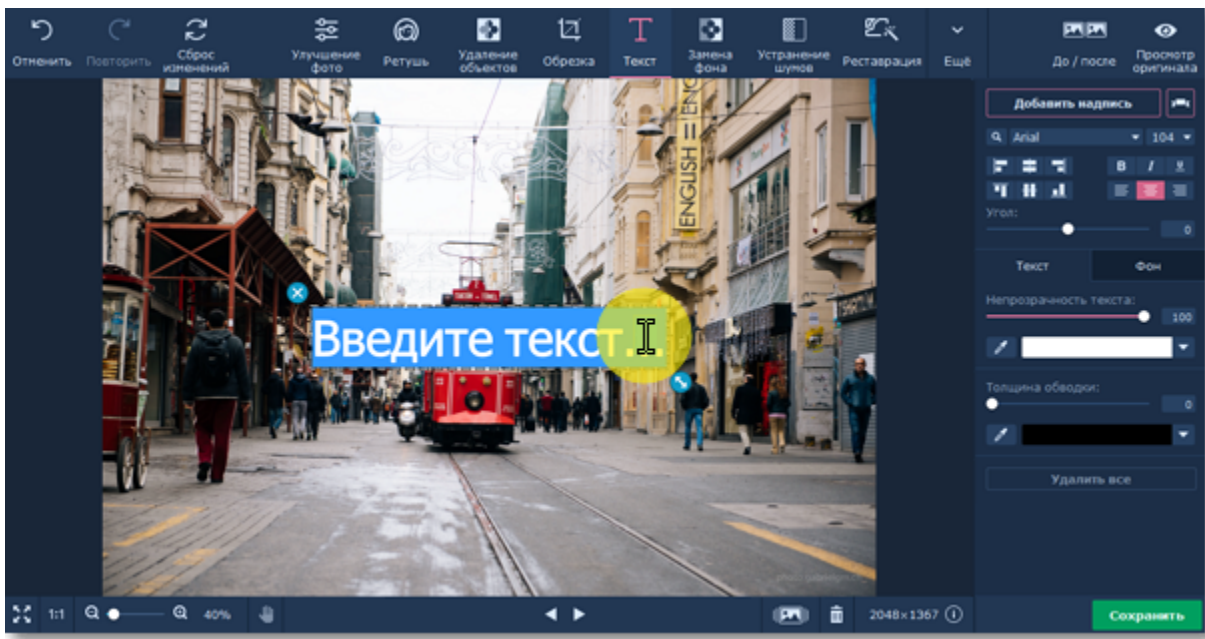 Отменить
Повторить
Сброс
изменений
Улучшение
фото
Ретушь
Удаление
объектов
Обрезка
Текст
Замена
фона
Устранение
шумов
Реставрация
Ещё
До / после
Просмотр
оригинала
ENGLISH =
Введите текст...
Добавить надпись
Arial
104
B I U
Угол:
0
Текст
Фон
Непрозрачность текста:
100
Толщина обводки:
0
Удалить все
1:1
40%
2048×1367
Сохранить